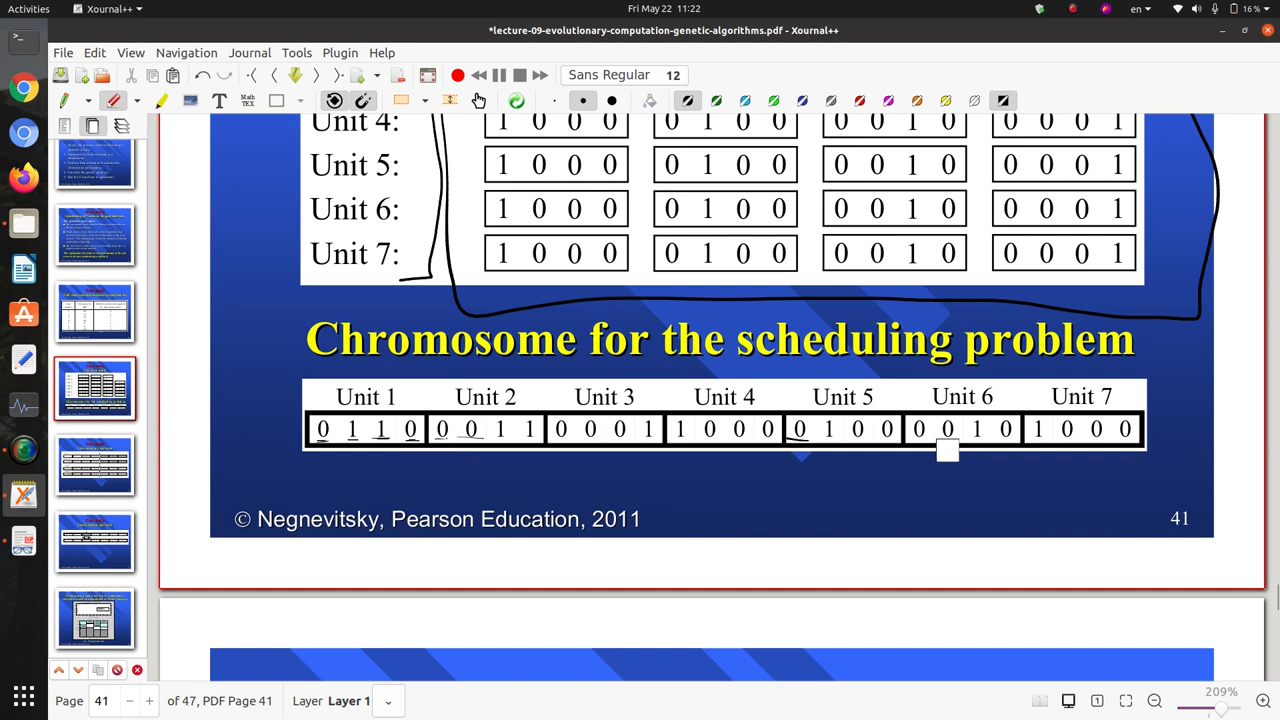 Activities Xournal++ Fri May 22 11:22 en 16 %
*lecture-09-evolutionary-computation-genetic-algorithms.pdf - Xournal++
File Edit View Navigation Journal Tools Plugin Help
Sans Regular 12
Unit 4: 1 0 0 0 0 1 0 0 0 0 1 0 0 0 0 1
Unit 5: 1 0 0 0 0 1 0 0 0 0 1 0 0 0 0 1
Unit 6: 1 0 0 0 0 1 0 0 0 0 1 0 0 0 0 1
Unit 7: 1 0 0 0 0 1 0 0 0 0 1 0 0 0 0 1
Chromosome for the scheduling problem
Unit 1 Unit 2 Unit 3 Unit 4 Unit 5 Unit 6 Unit 7
0 1 1 0 0 0 1 1 0 0 0 1 1 0 0 0 0 1 0 0 0 0 1 0 1 0 0 0
© Negnevitsky, Pearson Education, 2011 41
Page 41 of 47, PDF Page 41 Layer Layer 1 209%